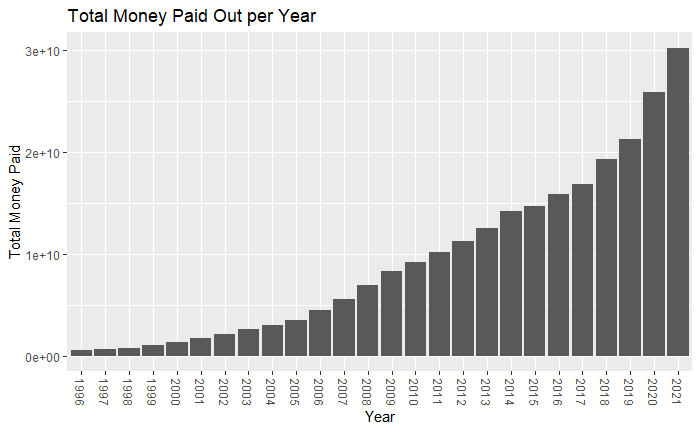 Total Money Paid Out per Year
Total Money Paid
3e+10
2e+10
1e+10
0e+00
1996 1997 1998 1999 2000 2001 2002 2003 2004 2005 2006 2007 2008 2009 2010 2011 2012 2013 2014 2015 2016 2017 2018 2019 2020 2021
Year